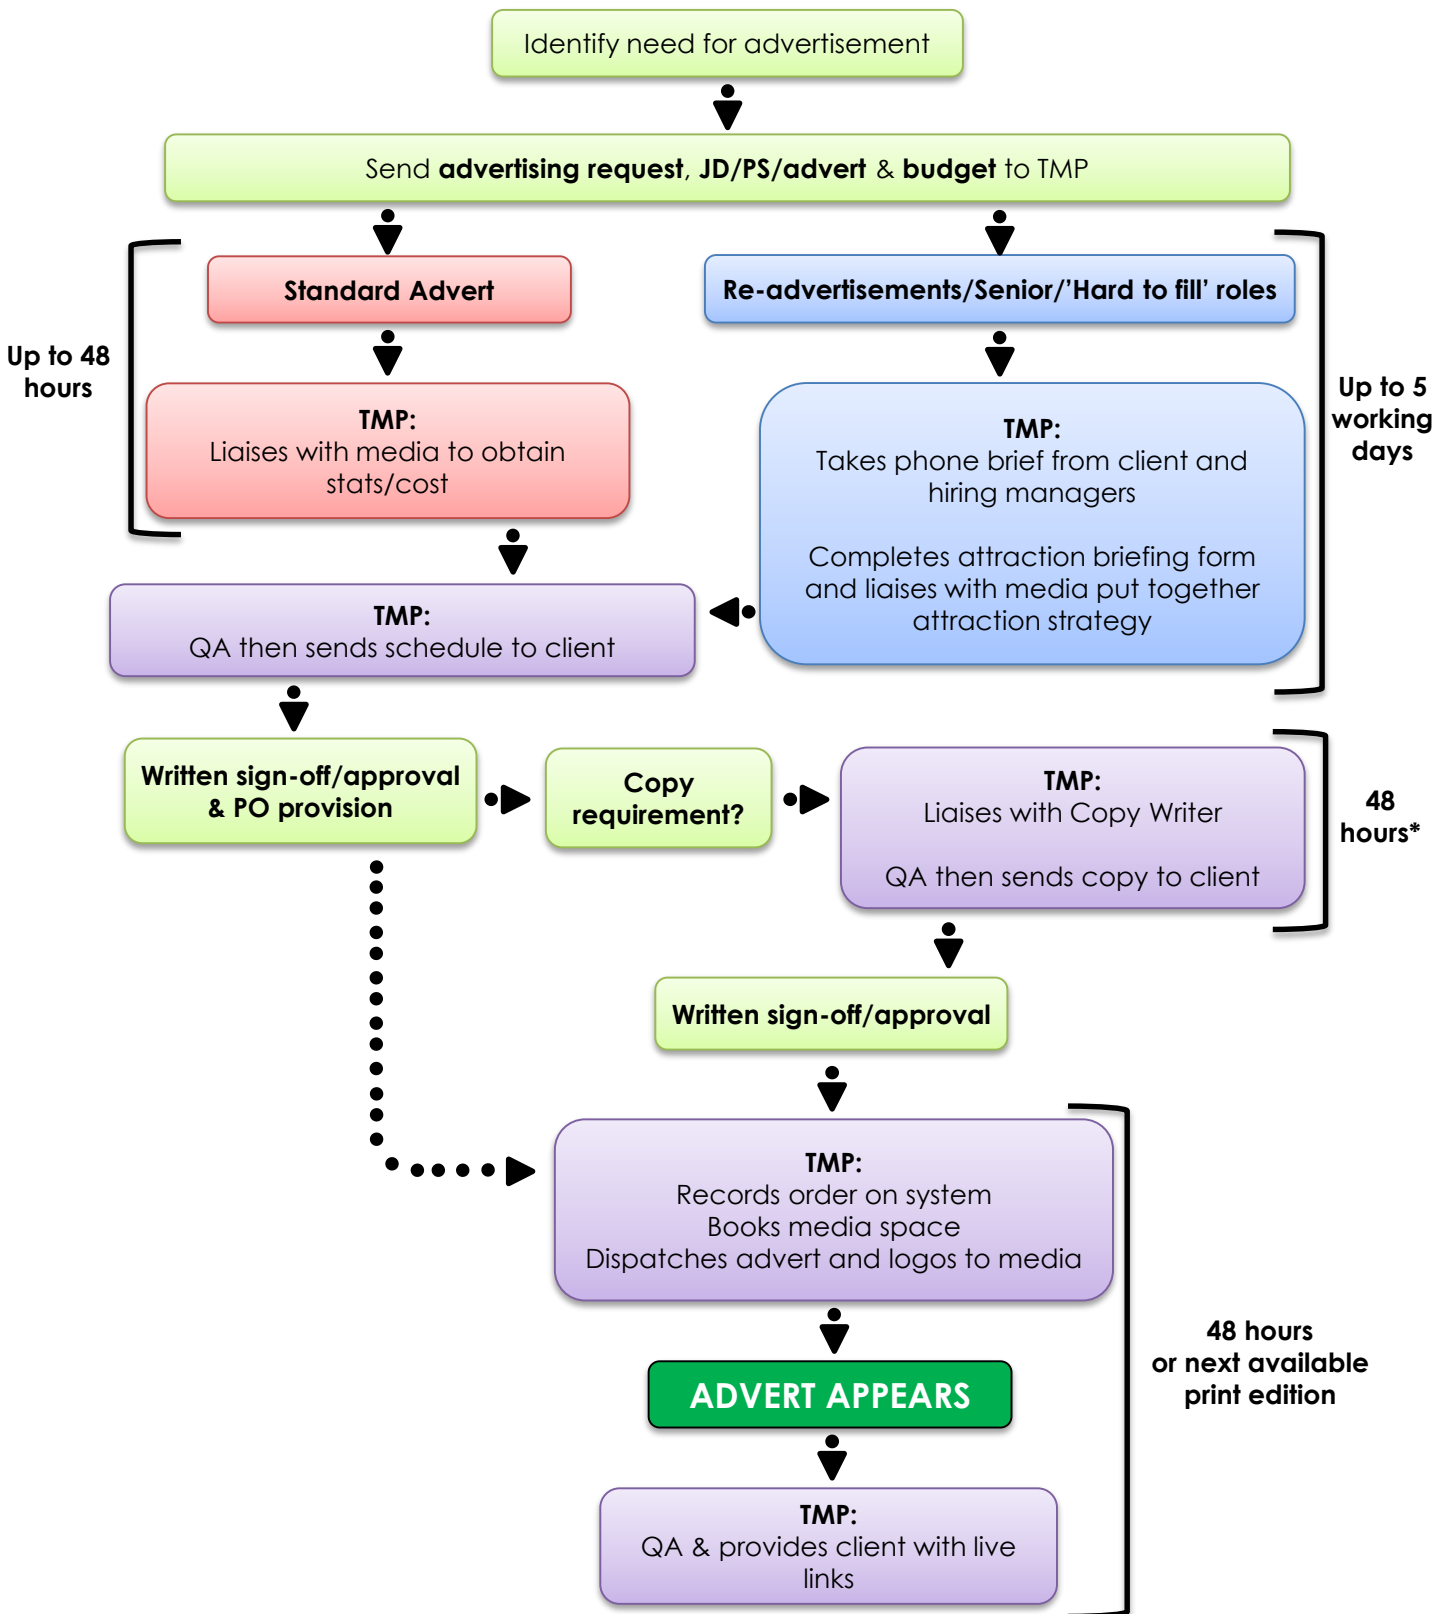 Identify need for advertisement
Send advertising request, JD/PS/advert & budget to TMP
Standard Advert
Re-advertisements/Senior/’Hard to fill’ roles
Up to 48
hours
TMP:
Liaises with media to obtain
stats/cost
TMP:
Takes phone brief from client and
hiring managers
Completes attraction briefing form
and liaises with media put together
attraction strategy
Up to 5
working
days
TMP:
QA then sends schedule to client
Written sign-off/approval
& PO provision
Copy
requirement?
TMP:
Liaises with Copy Writer
QA then sends copy to client
48
hours*
Written sign-off/approval
TMP:
Records order on system
Books media space
Dispatches advert and logos to media
48 hours
or next available
print edition
ADVERT APPEARS
TMP:
QA & provides client with live
links